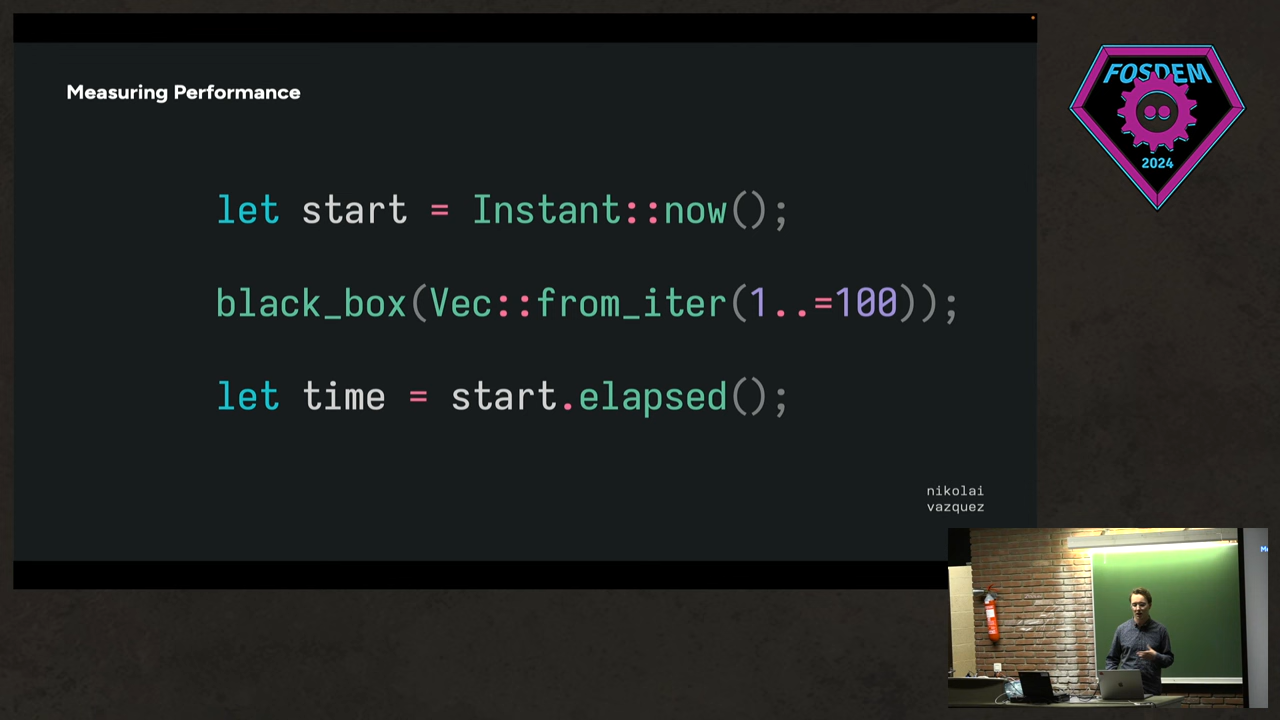 Measuring Performance
let start = Instant::now();
black_box(Vec::from_iter(1..=100));
let time = start.elapsed();
nikolai
vazquez
FOSDEM
2024